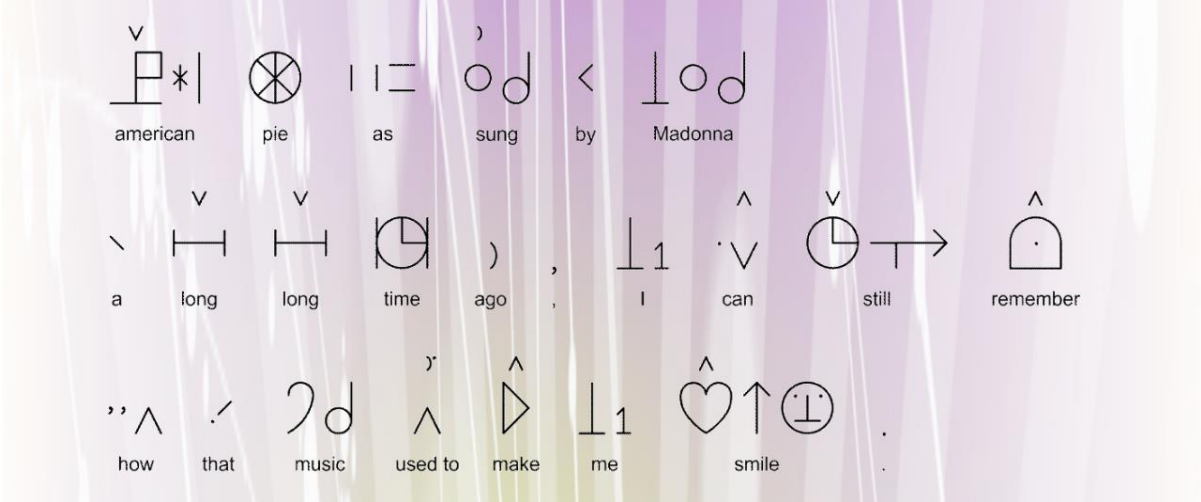 american pie as sung by Madonna
a long long time ago , I can still remember
how that music used to make me smile .